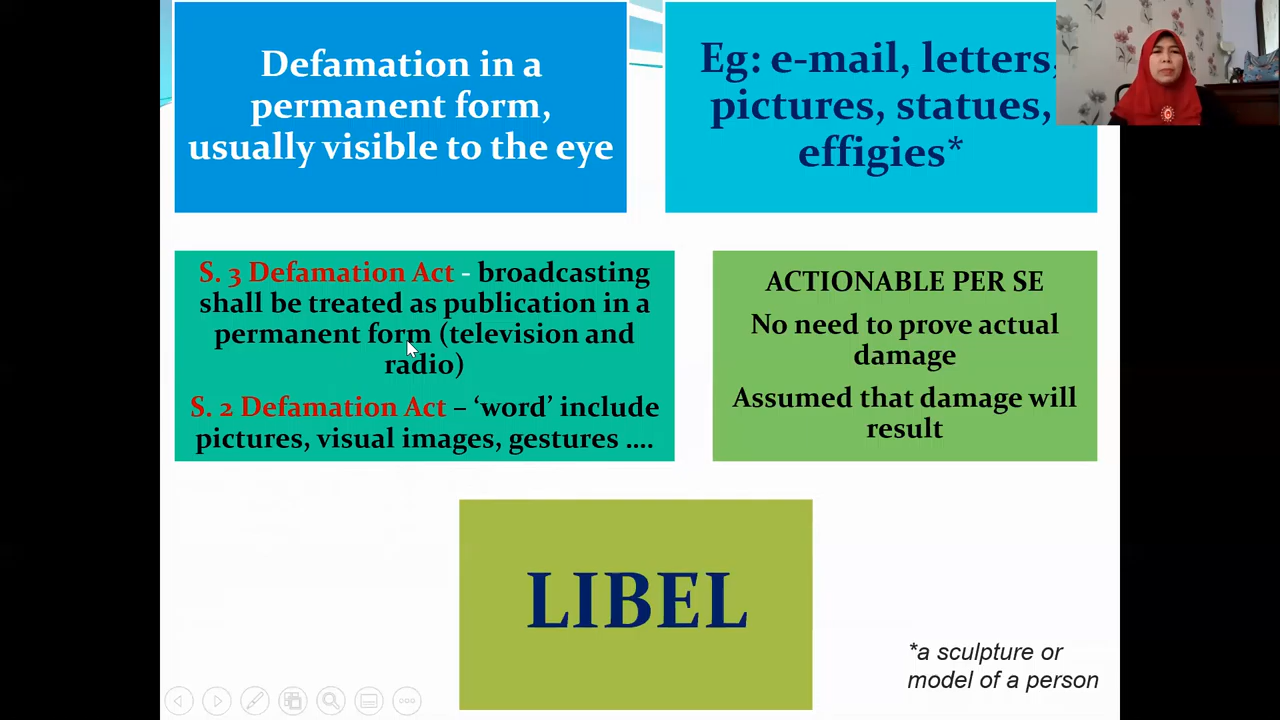 Defamation in a
permanent form,
usually visible to the eye
Eg: e-mail, letters,
pictures, statues,
effigies*
S. 3 Defamation Act - broadcasting
shall be treated as publication in a
permanent form (television and
radio)
S. 2 Defamation Act – ‘word’ include
pictures, visual images, gestures ....
ACTIONABLE PER SE
No need to prove actual
damage
Assumed that damage will
result
LIBEL
*a sculpture or
model of a person